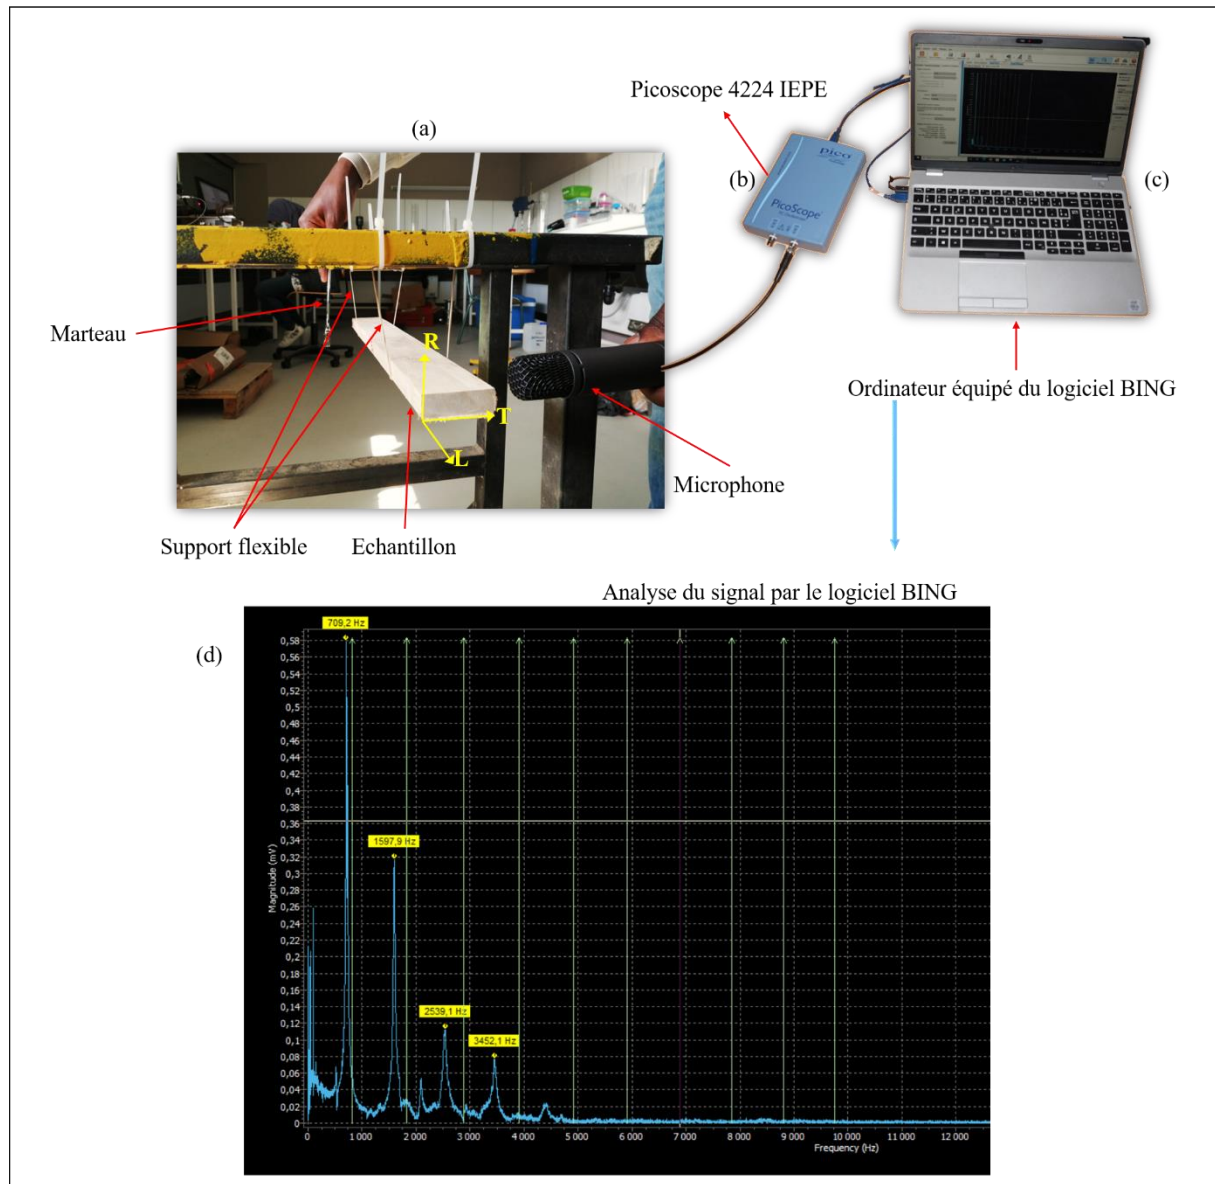 Picoscope 4224 IEPE
(a)
(b)
(c)
pico
PicoScope
Marteau
R
T
L
Ordinateur équipé du logiciel BING
Microphone
Support flexible
Echantillon
Analyse du signal par le logiciel BING
(d)
709,2 Hz
0,58
0,56
0,54
0,52
0,5
0,48
0,46
0,44
0,42
0,4
0,38
0,36
0,34
0,32
0,3
0,28
0,26
0,24
0,22
0,2
0,18
0,16
0,14
0,12
0,1
0,08
0,06
0,04
0,02
0
Magnitude (mV)
1597,9 Hz
2539,1 Hz
3452,1 Hz
0
1 000
2 000
3 000
4 000
5 000
6 000
7 000
8 000
9 000
10 000
11 000
12 000
Frequency (Hz)